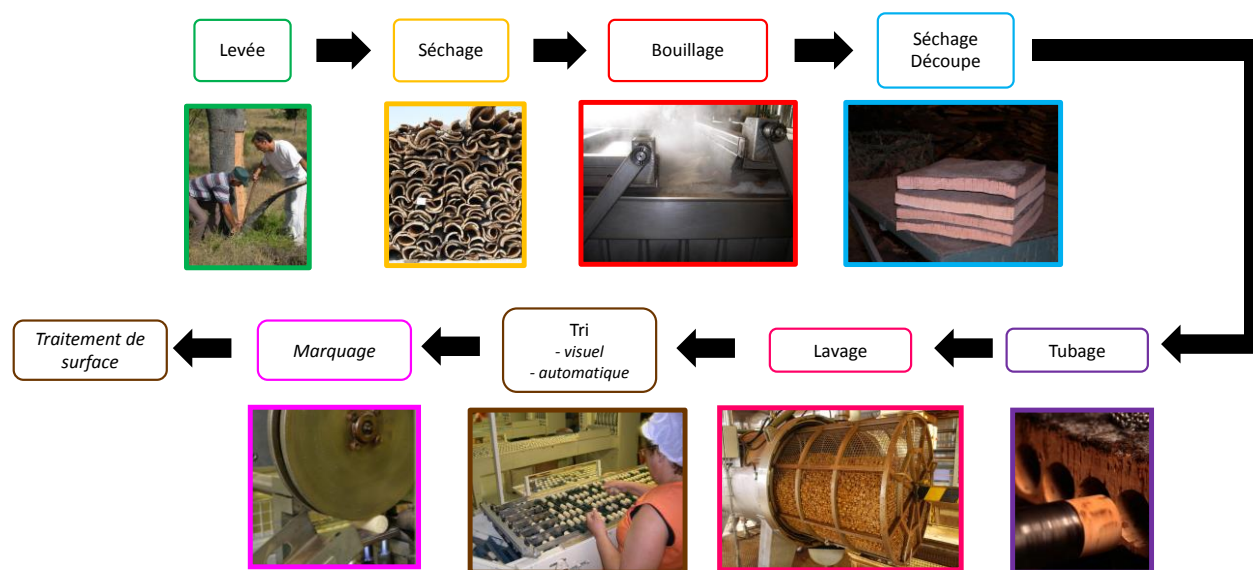 Levée
Séchage
Bouillage
Séchage
Découpe
Traitement de
surface
Marquage
Tri
- visuel
- automatique
Lavage
Tubage